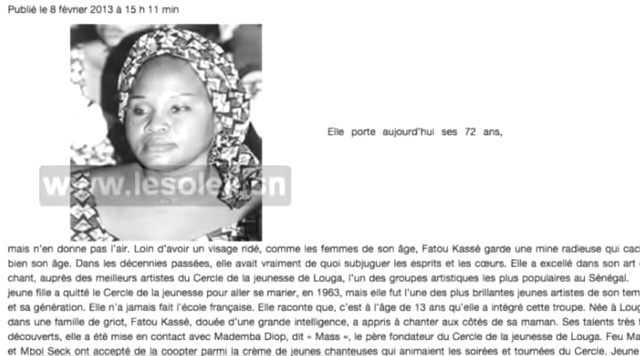 Publié le 8 février 2013 à 15 h 11 min
Elle porte aujourd'hui ses 72 ans,
mais n'en donne pas l'air. Loin d'avoir un visage ridé, comme les femmes de son âge, Fatou Kassé garde une mine radieuse qui
bien son âge. Dans les décennies passées, elle avait vraiment de quoi subjuguer les esprits et les cœurs. Elle a excellé dans son art
chant, auprès des meilleurs artistes du Cercle de la jeunesse de Louga, l'un des groupes artistiques les plus populaires au Sénégal.
jeune fille a quitté le Cercle de la jeunesse pour aller se marier, en 1963, mais elle fut l'une des plus brillantes jeunes artistes de son
et sa génération. Elle n'a jamais fait l'école française. Elle raconte que, c'est à l'âge de 13 ans qu'elle a intégré cette troupe. Née à
dans une famille de griot, Fatou Kassé, douée d'une grande intelligence, a appris à chanter aux côtés de sa maman. Ses talents très
découverts, elle a été mise en contact avec Mademba Diop, dit « Mass », le père fondateur du Cercle de la jeunesse de Louga. Feu
et Mbol Seck ont accepté de la coopter parmi la crème de jeunes chanteuses qui animaient les soirées et tournées du Cercle.